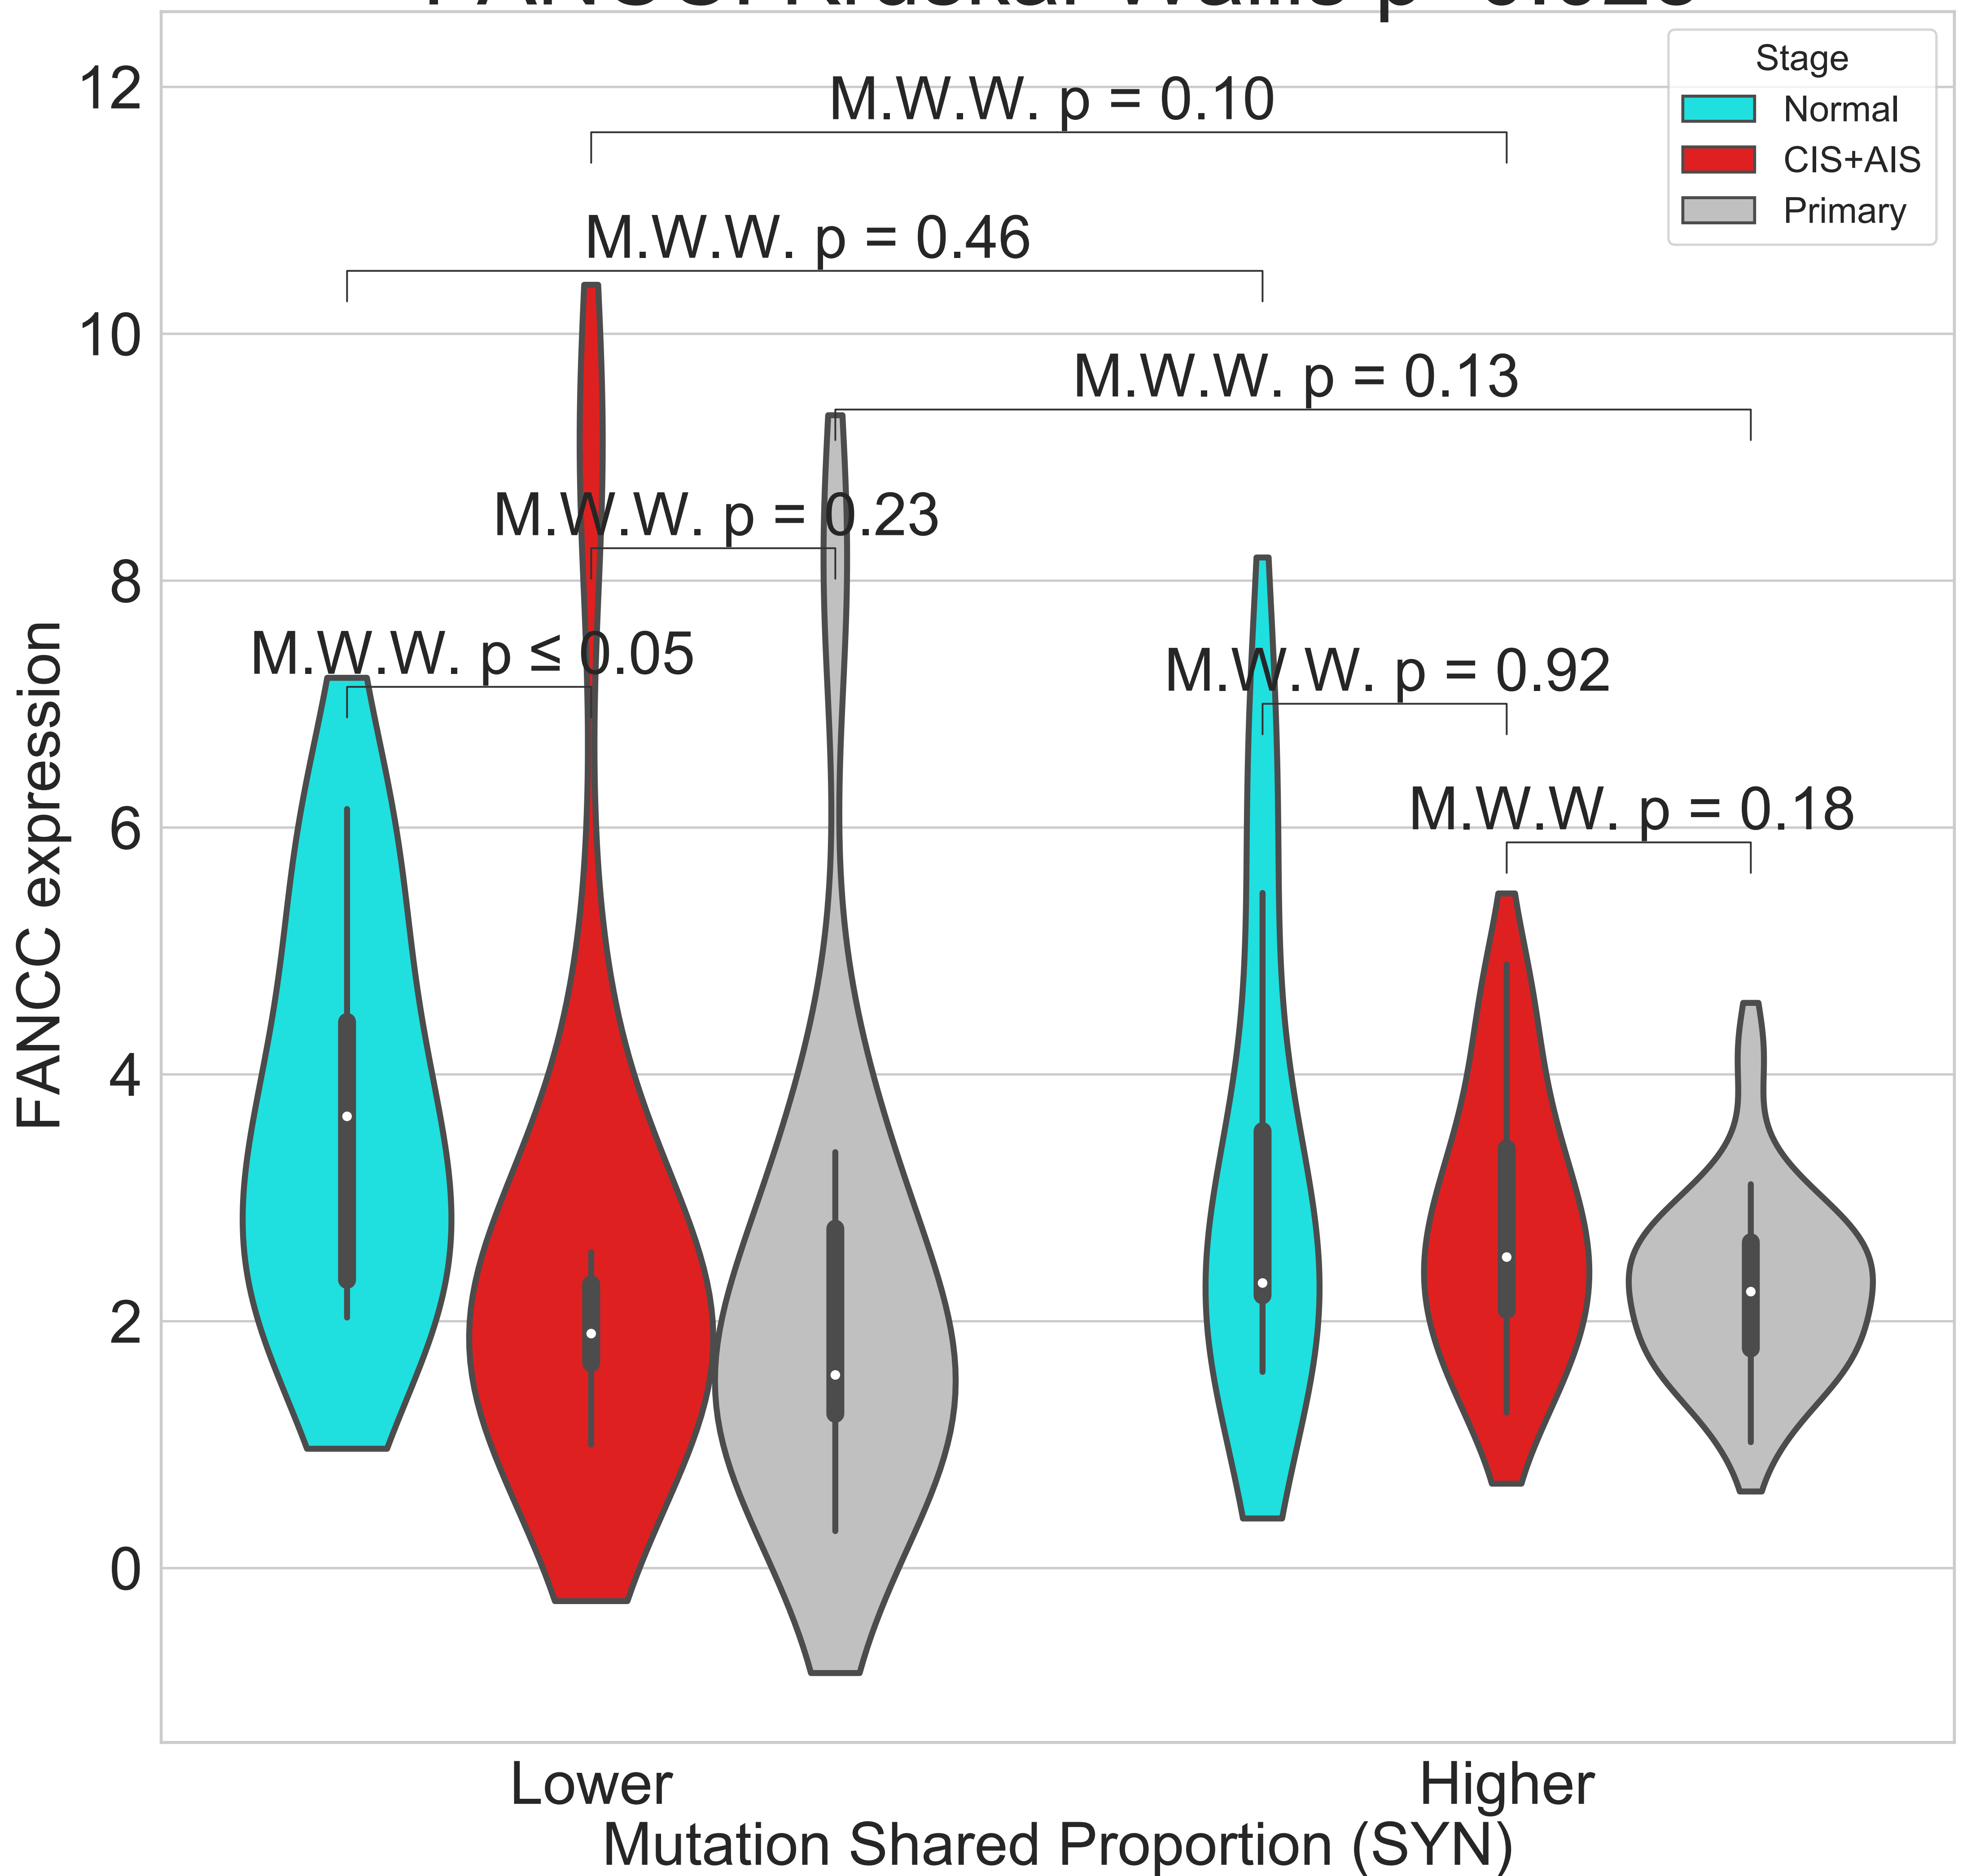 Stage
Normal
CIS+AIS
Primary
M.W.W. p = 0.10
M.W.W. p = 0.46
M.W.W. p = 0.13
M.W.W. p = 0.23
M.W.W. p ≤ 0.05
M.W.W. p = 0.92
M.W.W. p = 0.18
12
10
8
6
4
2
0
FANCC expression
Lower
Higher
Mutation Shared Proportion (SYN)